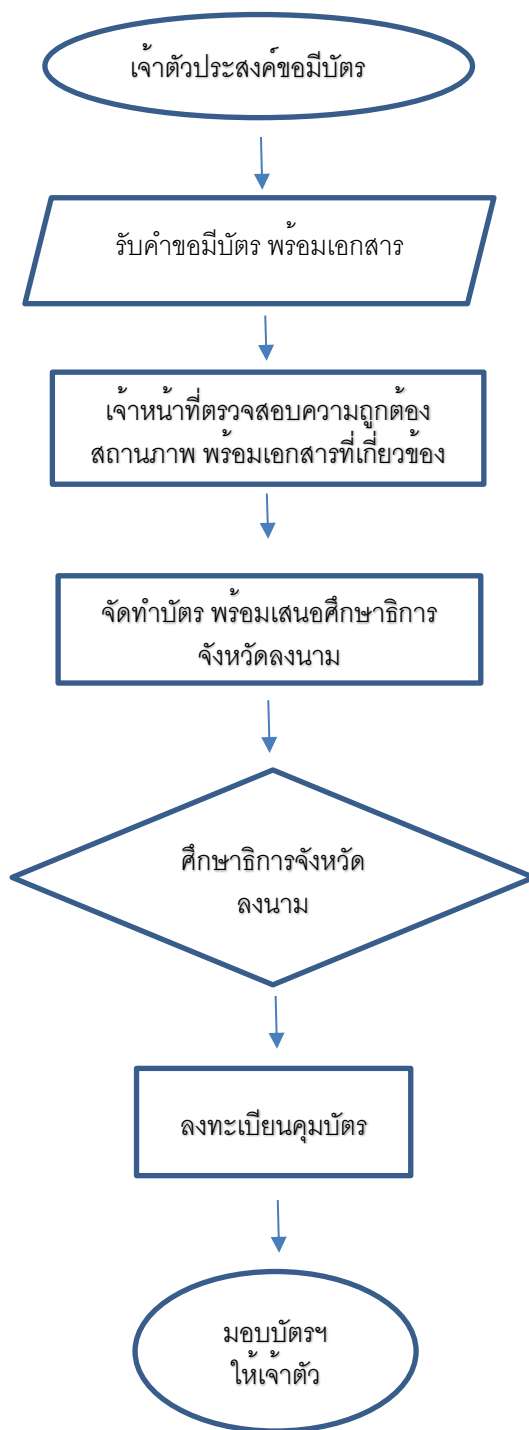 เจ้าตัวประสงค์ขอมีบัตร
รับคำขอมีบัตร พร้อมเอกสาร
เจ้าหน้าที่ตรวจสอบความถูกต้อง
สถานภาพ พร้อมเอกสารที่เกี่ยวข้อง
จัดทำบัตร พร้อมเสนอศึกษาธิการ
จังหวัดลงนาม
ศึกษาธิการจังหวัด
ลงนาม
ลงทะเบียนคุมบัตร
มอบบัตรฯ
ให้เจ้าตัว